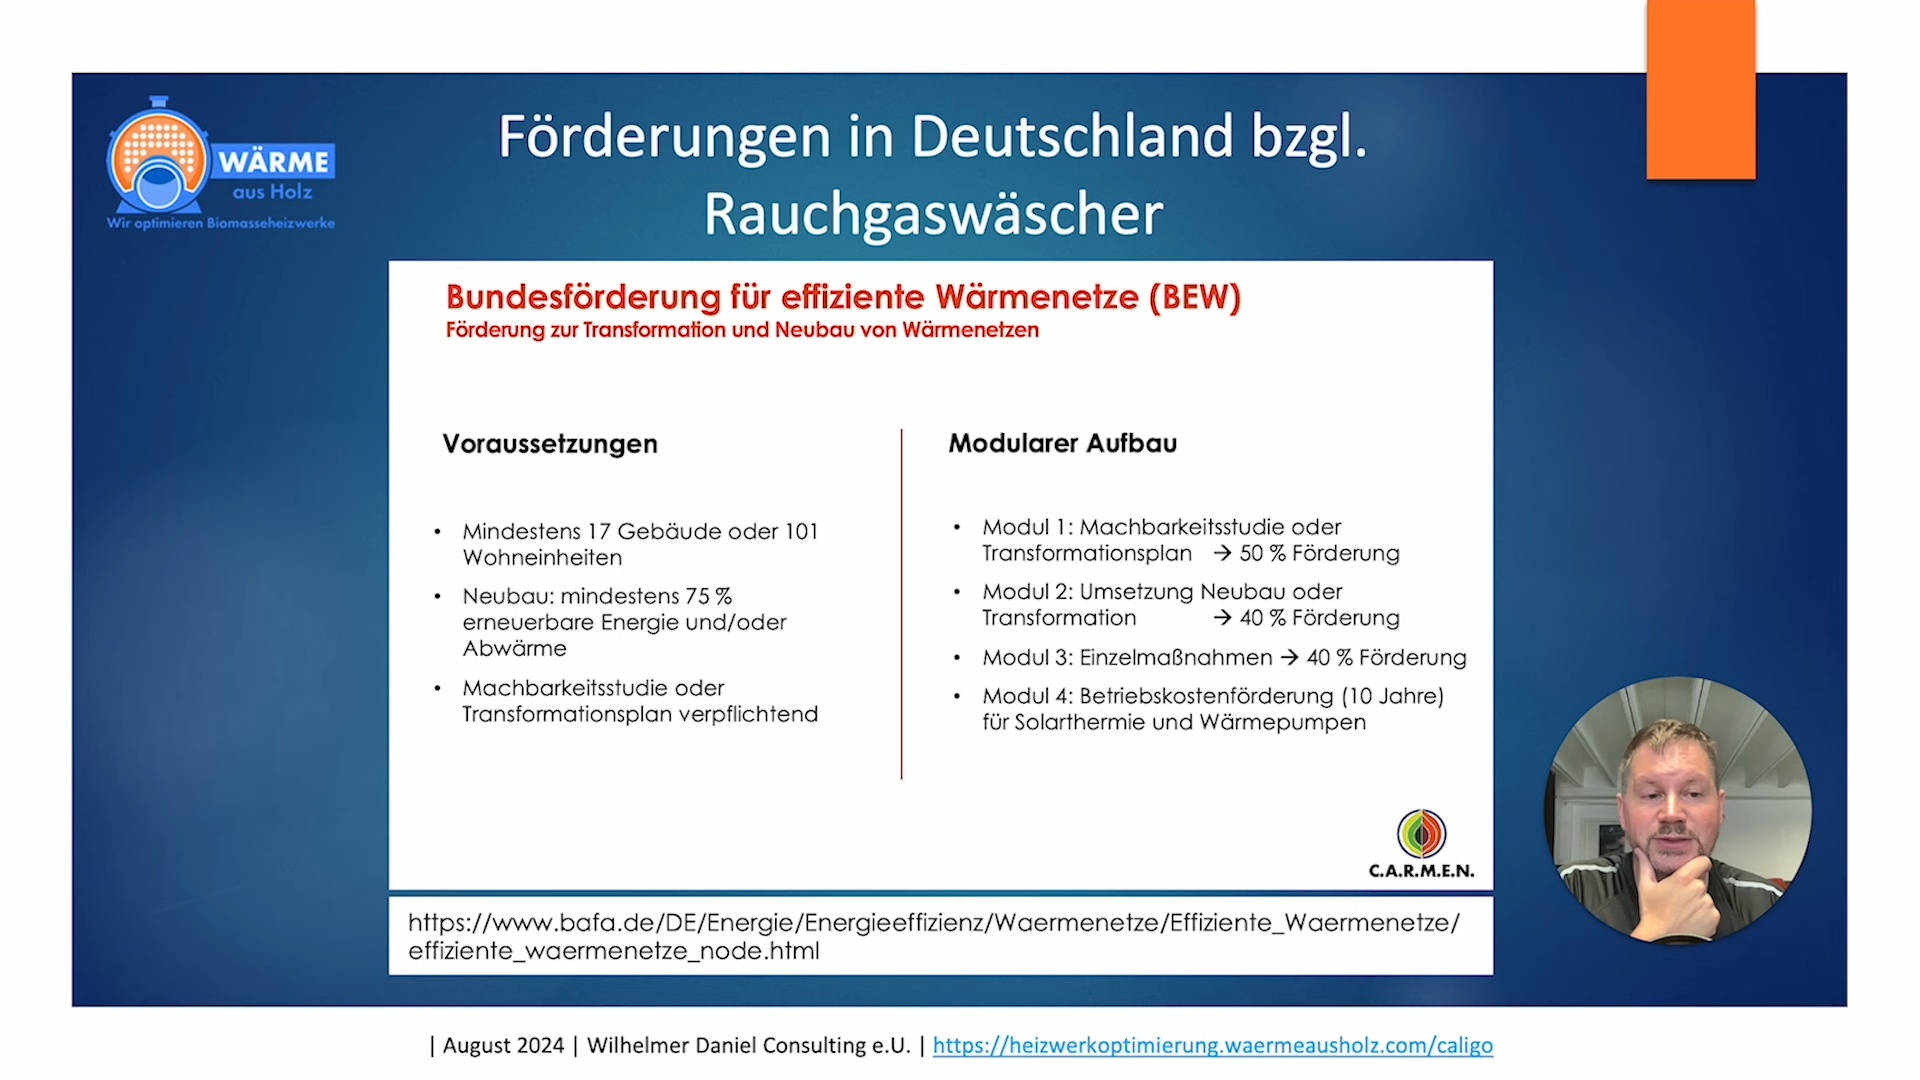 WÄRME
aus Holz
Wir optimieren Biomasseheizwerke
Förderungen in Deutschland bzgl.
Rauchgaswäscher
Bundesförderung für effiziente Wärmenetze (BEW)
Förderung zur Transformation und Neubau von Wärmenetzen
Voraussetzungen
• Mindestens 17 Gebäude oder 101
Wohneinheiten
• Neubau: mindestens 75 %
erneuerbare Energie und/oder
Abwärme
• Machbarkeitsstudie oder
Transformationsplan verpflichtend
Modularer Aufbau
• Modul 1: Machbarkeitsstudie oder
Transformationsplan → 50 % Förderung
• Modul 2: Umsetzung Neubau oder
Transformation → 40 % Förderung
• Modul 3: Einzelmaßnahmen → 40 % Förderung
• Modul 4: Betriebskostenförderung (10 Jahre)
für Solarthermie und Wärmepumpen
C.A.R.M.E.N.
https://www.bafa.de/DE/Energie/Energieeffizienz/Waermenetze/Effiziente_Waermenetze/
effiziente_waermenetze_node.html
| August 2024 | Wilhelmer Daniel Consulting e.U. | https://heizwerkoptimierung.waermeausholz.com/caligo